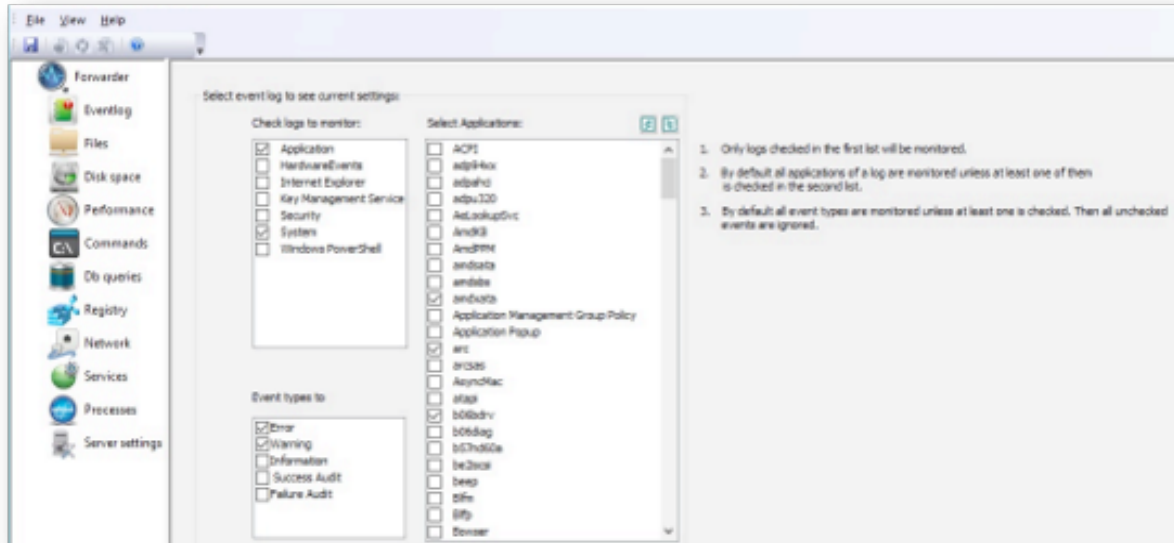 File View Help
Forwarder
Eventlog
Files
Disk space
Performance
Commands
Db queries
Registry
Network
Services
Processes
Server settings
Select event log to see current settings:
Check logs to monitor:
Application
HardwareEvents
Internet Explorer
Key Management Service
Security
System
Windows PowerShell
Event types to
Error
Warning
Information
Success Audit
Failure Audit
Select Applications:
ACPI
adp94xx
adpahci
adpu320
AeLookupSvc
AmdK8
AmdPPM
amdsata
amdsbs
amdxata
Application Management Group Policy
Application Popup
arc
arcsas
AsyncMac
atapi
b06bdrv
b06diag
b57nd60a
be2iscsi
beep
Bowser
1. Only logs checked in the first list will be monitored.
2. By default all applications of a log are monitored unless at least one of them
is checked in the second list.
3. By default all event types are monitored unless at least one is checked. Then all unchecked
events are ignored.